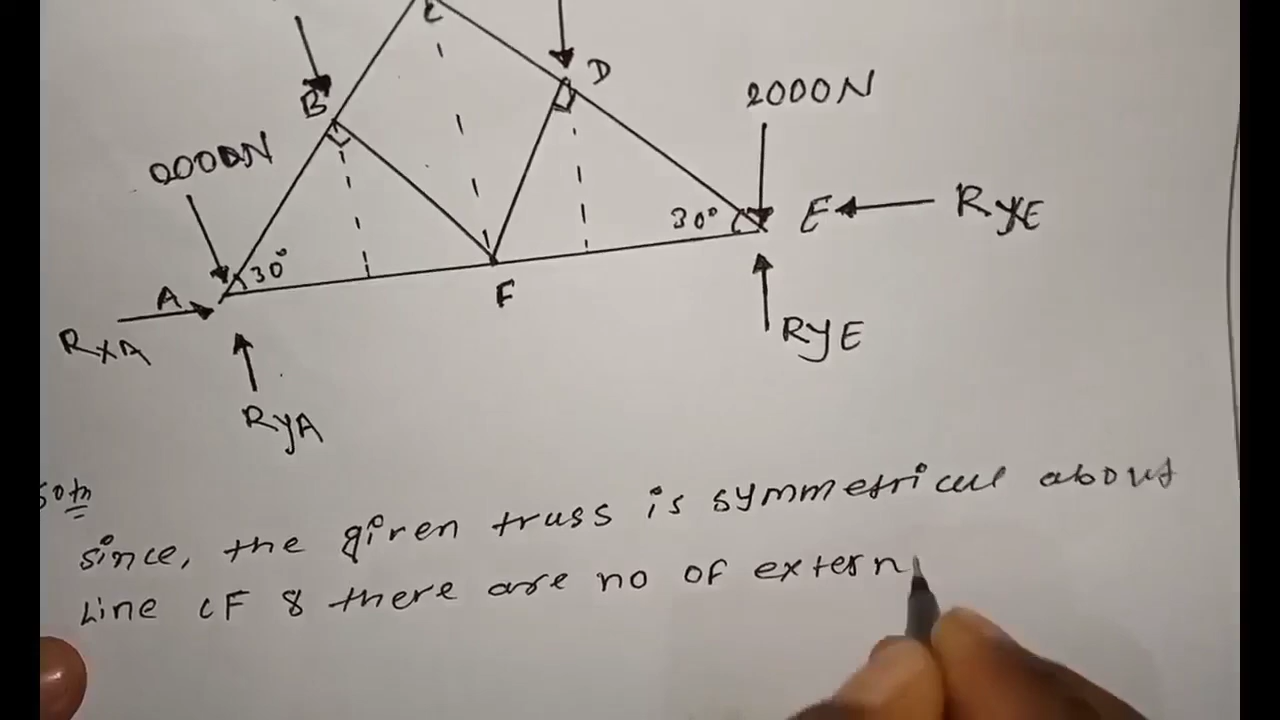 C
D
B
2000N
2000N
E
RxE
30°
30°
A
F
RxA
RyE
RyA
Soln
since, the given truss is symmetrical about
Line CF & there are no of extern